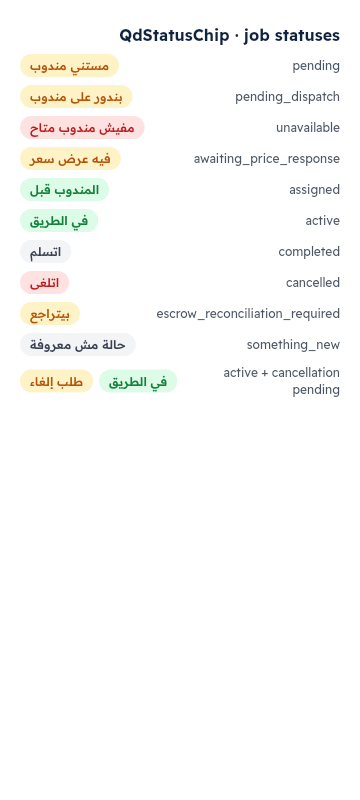 QdStatusChip · job statuses
pending مستني مندوب
pending_dispatch بندور على مندوب
unavailable مفيش مندوب متاح
awaiting_price_response فيه عرض سعر
assigned المندوب قبل
active في الطريق
completed اتسلم
cancelled اتلغى
escrow_reconciliation_required بيتراجع
something_new حالة مش معروفة
active + cancellation
pending في الطريق طلب إلغاء